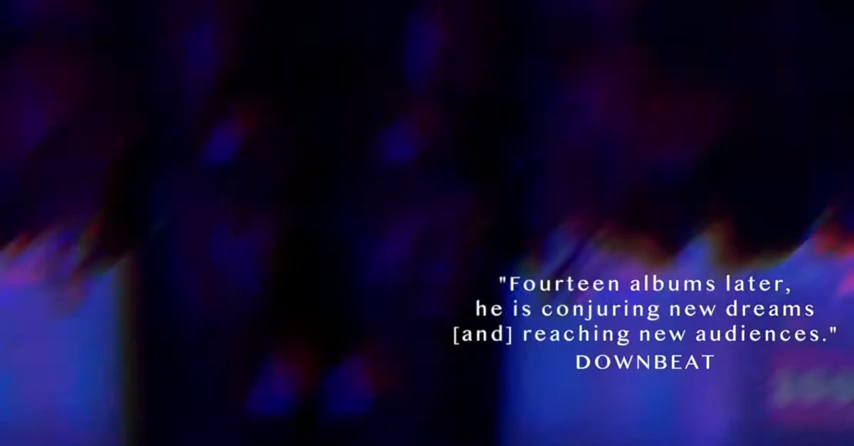 "Fourteen albums later,
he is conjuring new dreams
[and] reaching new audiences."
DOWNBEAT